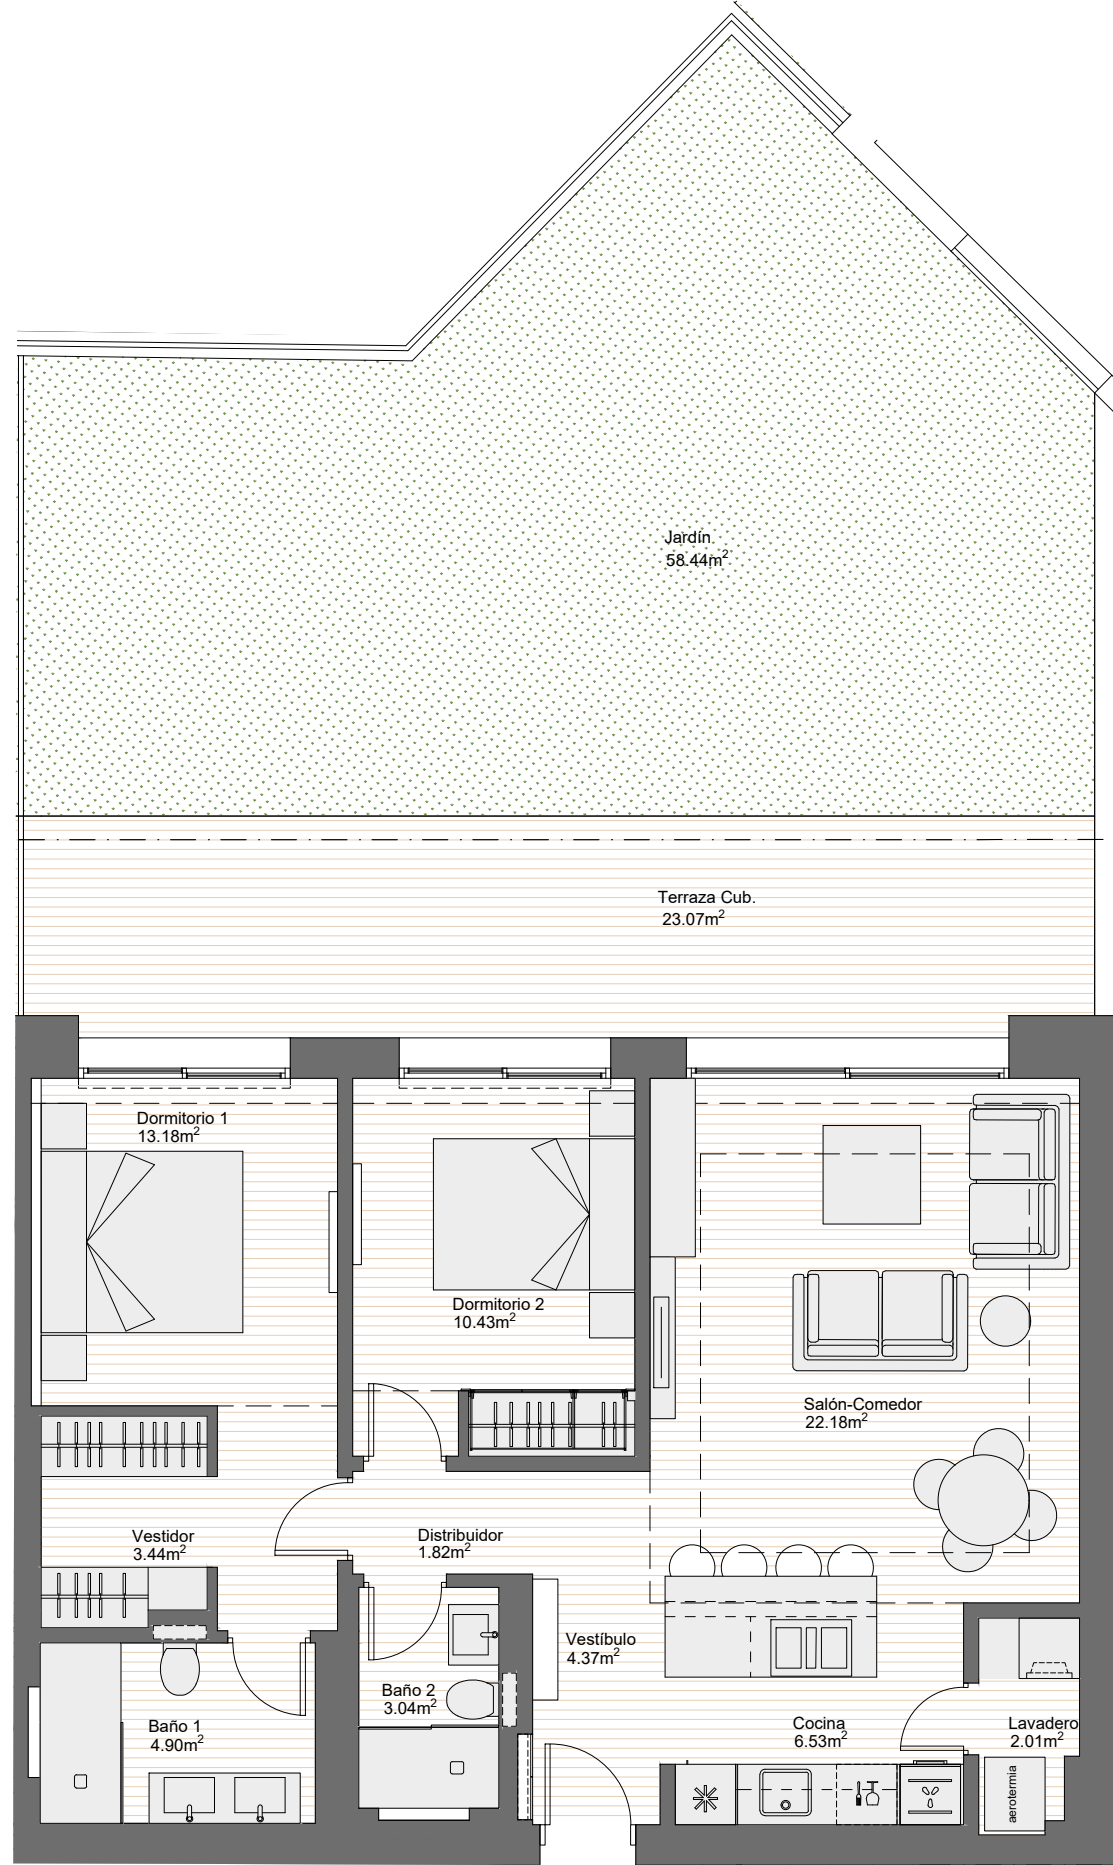 Jardín
58.44m²
Terraza Cub.
23.07m²
Dormitorio 1
13.18m²
Dormitorio 2
10.43m²
Salón-Comedor
22.18m²
Vestidor
3.44m²
Distribuidor
1.82m²
Vestíbulo
4.37m²
Baño 2
3.04m²
Baño 1
4.90m²
Cocina
6.53m²
Lavadero
2.01m²
aerotermia